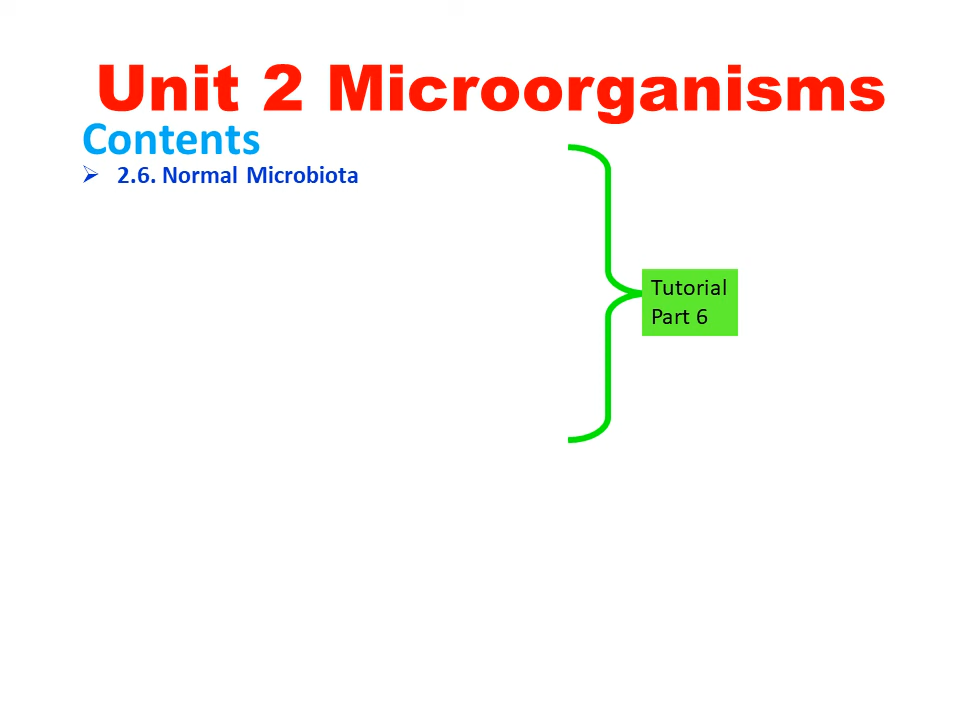 Unit 2 Microorganisms
Contents
➢ 2.6. Normal Microbiota
Tutorial
Part 6